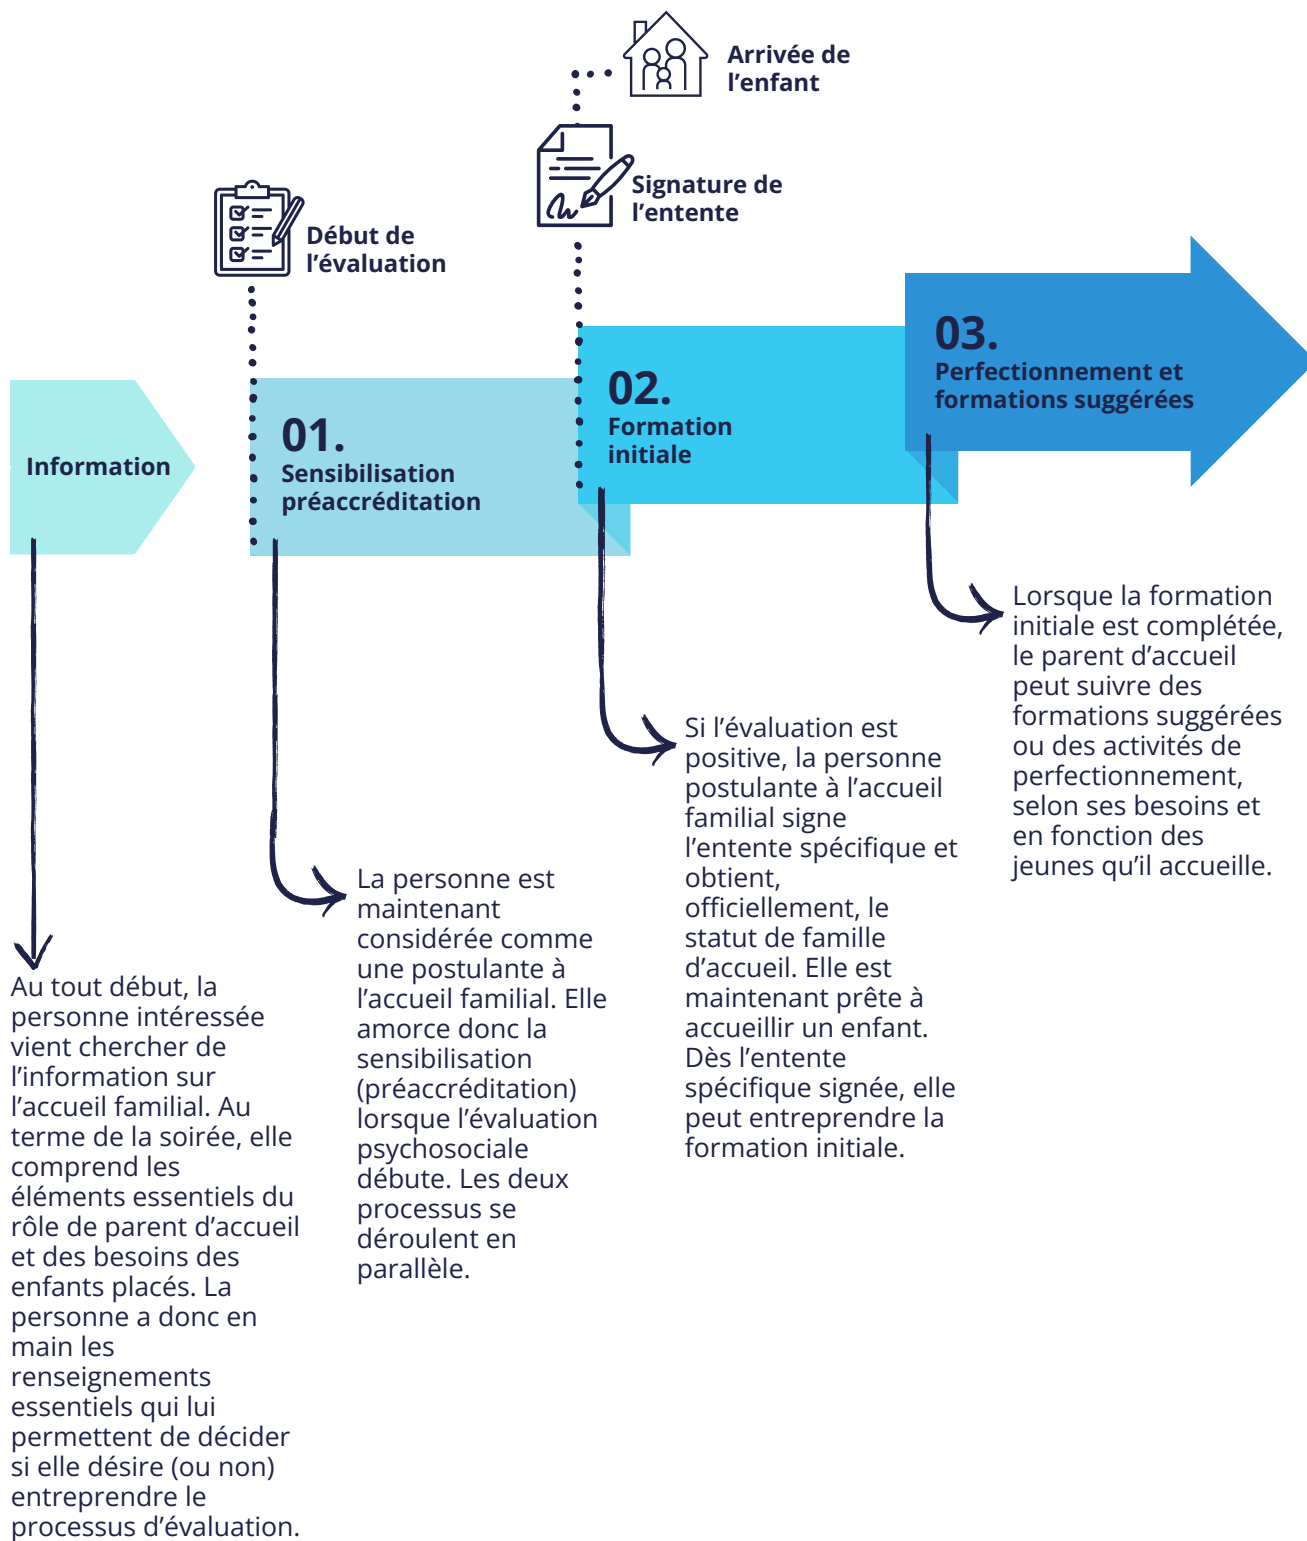 Arrivée de
l’enfant
Signature de
l’entente
Début de
l’évaluation
Information
01.
Sensibilisation
préaccréditation
02.
Formation
initiale
03.
Perfectionnement et
formations suggérées
Au tout début, la
personne intéressée
vient chercher de
l’information sur
l’accueil familial. Au
terme de la soirée, elle
comprend les
éléments essentiels du
rôle de parent d’accueil
et des besoins des
enfants placés. La
personne a donc en
main les
renseignements
essentiels qui lui
permettent de décider
si elle désire (ou non)
entreprendre le
processus d’évaluation.
La personne est
maintenant
considérée comme
une postulante à
l’accueil familial. Elle
amorce donc la
sensibilisation
(préaccréditation)
lorsque l’évaluation
psychosociale
débute. Les deux
processus se
déroulent en
parallèle.
Si l’évaluation est
positive, la personne
postulante à l’accueil
familial signe
l’entente spécifique et
obtient,
officiellement, le
statut de famille
d’accueil. Elle est
maintenant prête à
accueillir un enfant.
Dès l’entente
spécifique signée, elle
peut entreprendre la
formation initiale.
Lorsque la formation
initiale est complétée,
le parent d’accueil
peut suivre des
formations suggérées
ou des activités de
perfectionnement,
selon ses besoins et
en fonction des
jeunes qu’il accueille.